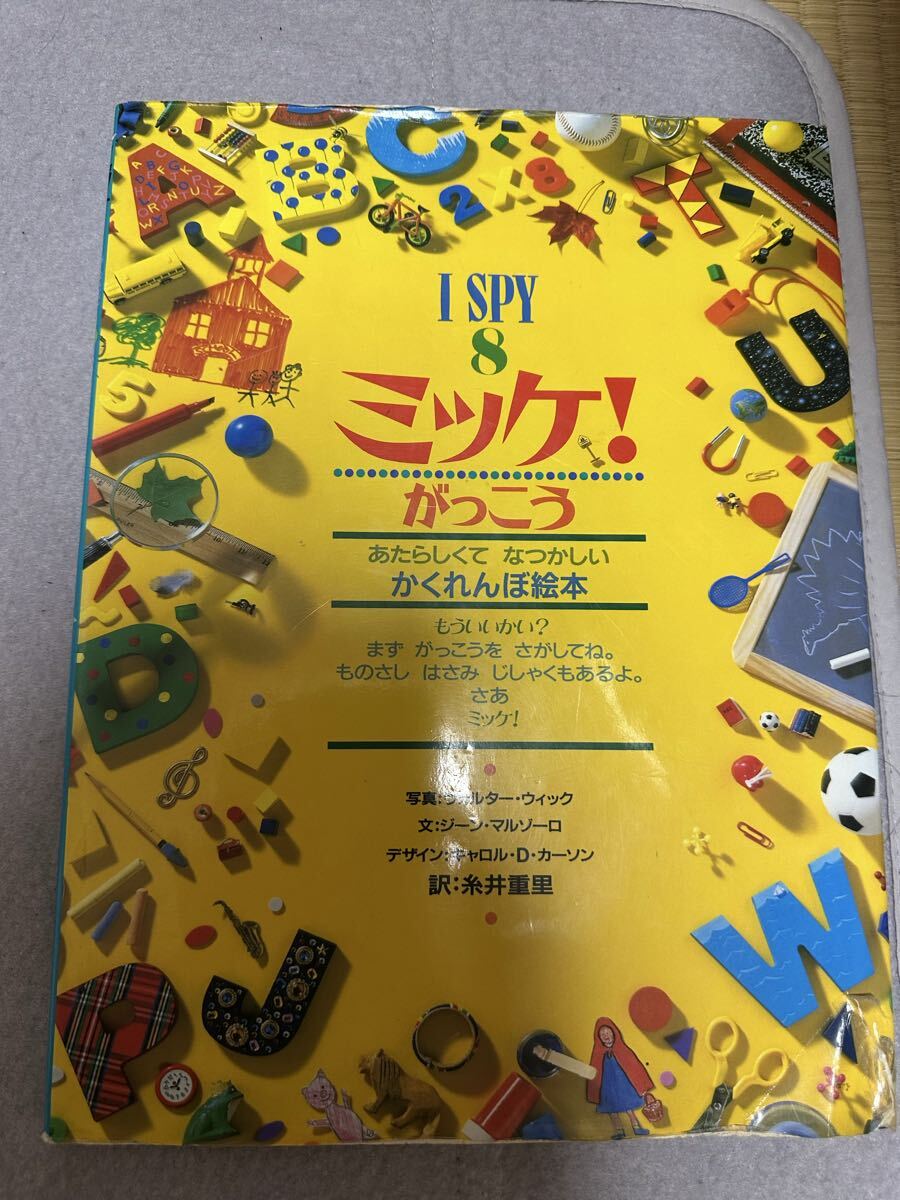 I SPY
8
ミッケ!
がっこう
あたらしくて なつかしい
かくれんぼ絵本
もういいかい?
まず がっこうを さがしてね。
ものさし はさみ じしゃくもあるよ。
さあ
ミッケ!
写真:ウォルター・ウィック
文:ジーン・マルゾーロ
デザイン:キャロル・D・カーソン
訳:糸井重里
A
B
C
2
8
U
5
D
J
R
W